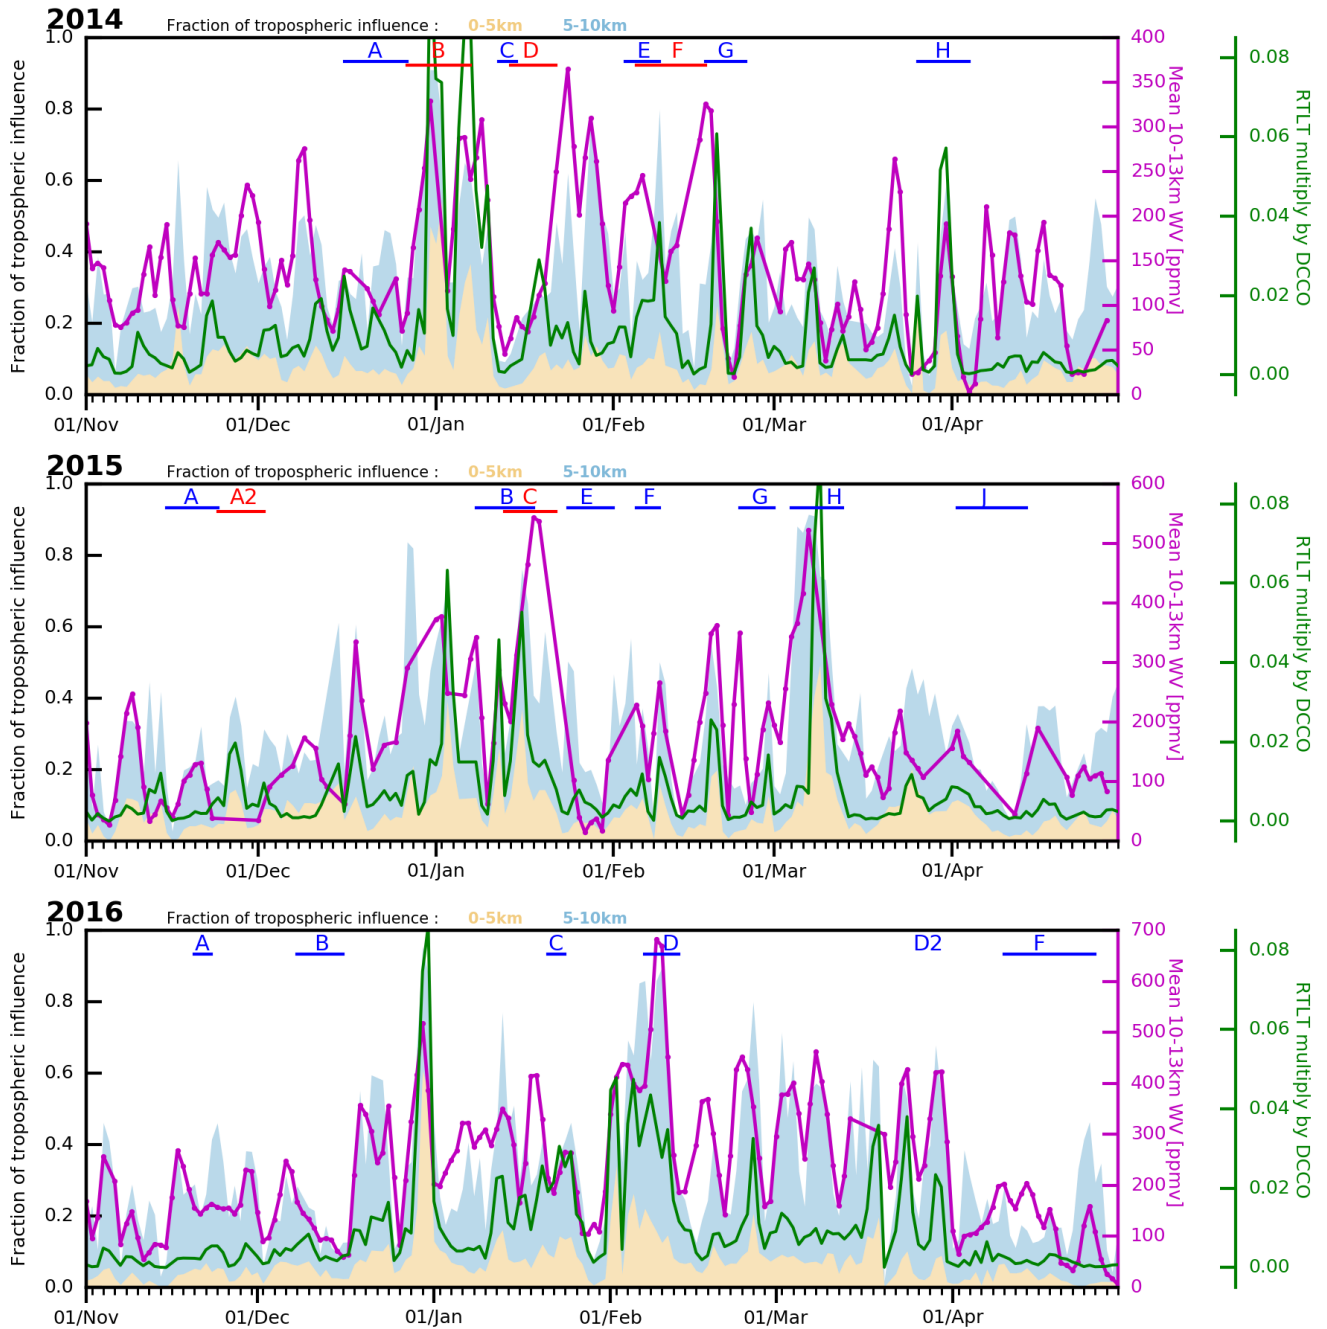 2014 Fraction of tropospheric influence : 0-5km 5-10km
1.0 0.8 0.6 0.4 0.2 0.0
Fraction of tropospheric influence
A B C D E F G H
400 350 300 250 200 150 100 50 0
Mean 10-13km WV [ppmv]
0.08 0.06 0.04 0.02 0.00
RTLT multiply by DCCO
01/Nov 01/Dec 01/Jan 01/Feb 01/Mar 01/Apr
2015 Fraction of tropospheric influence : 0-5km 5-10km
1.0 0.8 0.6 0.4 0.2 0.0
Fraction of tropospheric influence
A A2 B C E F G H J
600 500 400 300 200 100 0
Mean 10-13km WV [ppmv]
0.08 0.06 0.04 0.02 0.00
RTLT multiply by DCCO
01/Nov 01/Dec 01/Jan 01/Feb 01/Mar 01/Apr
2016 Fraction of tropospheric influence : 0-5km 5-10km
1.0 0.8 0.6 0.4 0.2 0.0
Fraction of tropospheric influence
A B C D D2 F
700 600 500 400 300 200 100 0
Mean 10-13km WV [ppmv]
0.08 0.06 0.04 0.02 0.00
RTLT multiply by DCCO
01/Nov 01/Dec 01/Jan 01/Feb 01/Mar 01/Apr